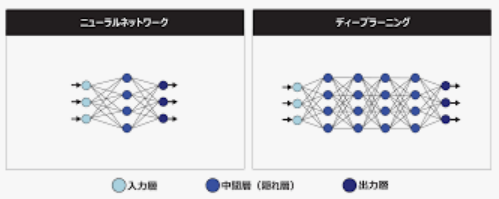 ニューラルネットワーク
ディープラーニング
入力層
中間層（隠れ層）
出力層